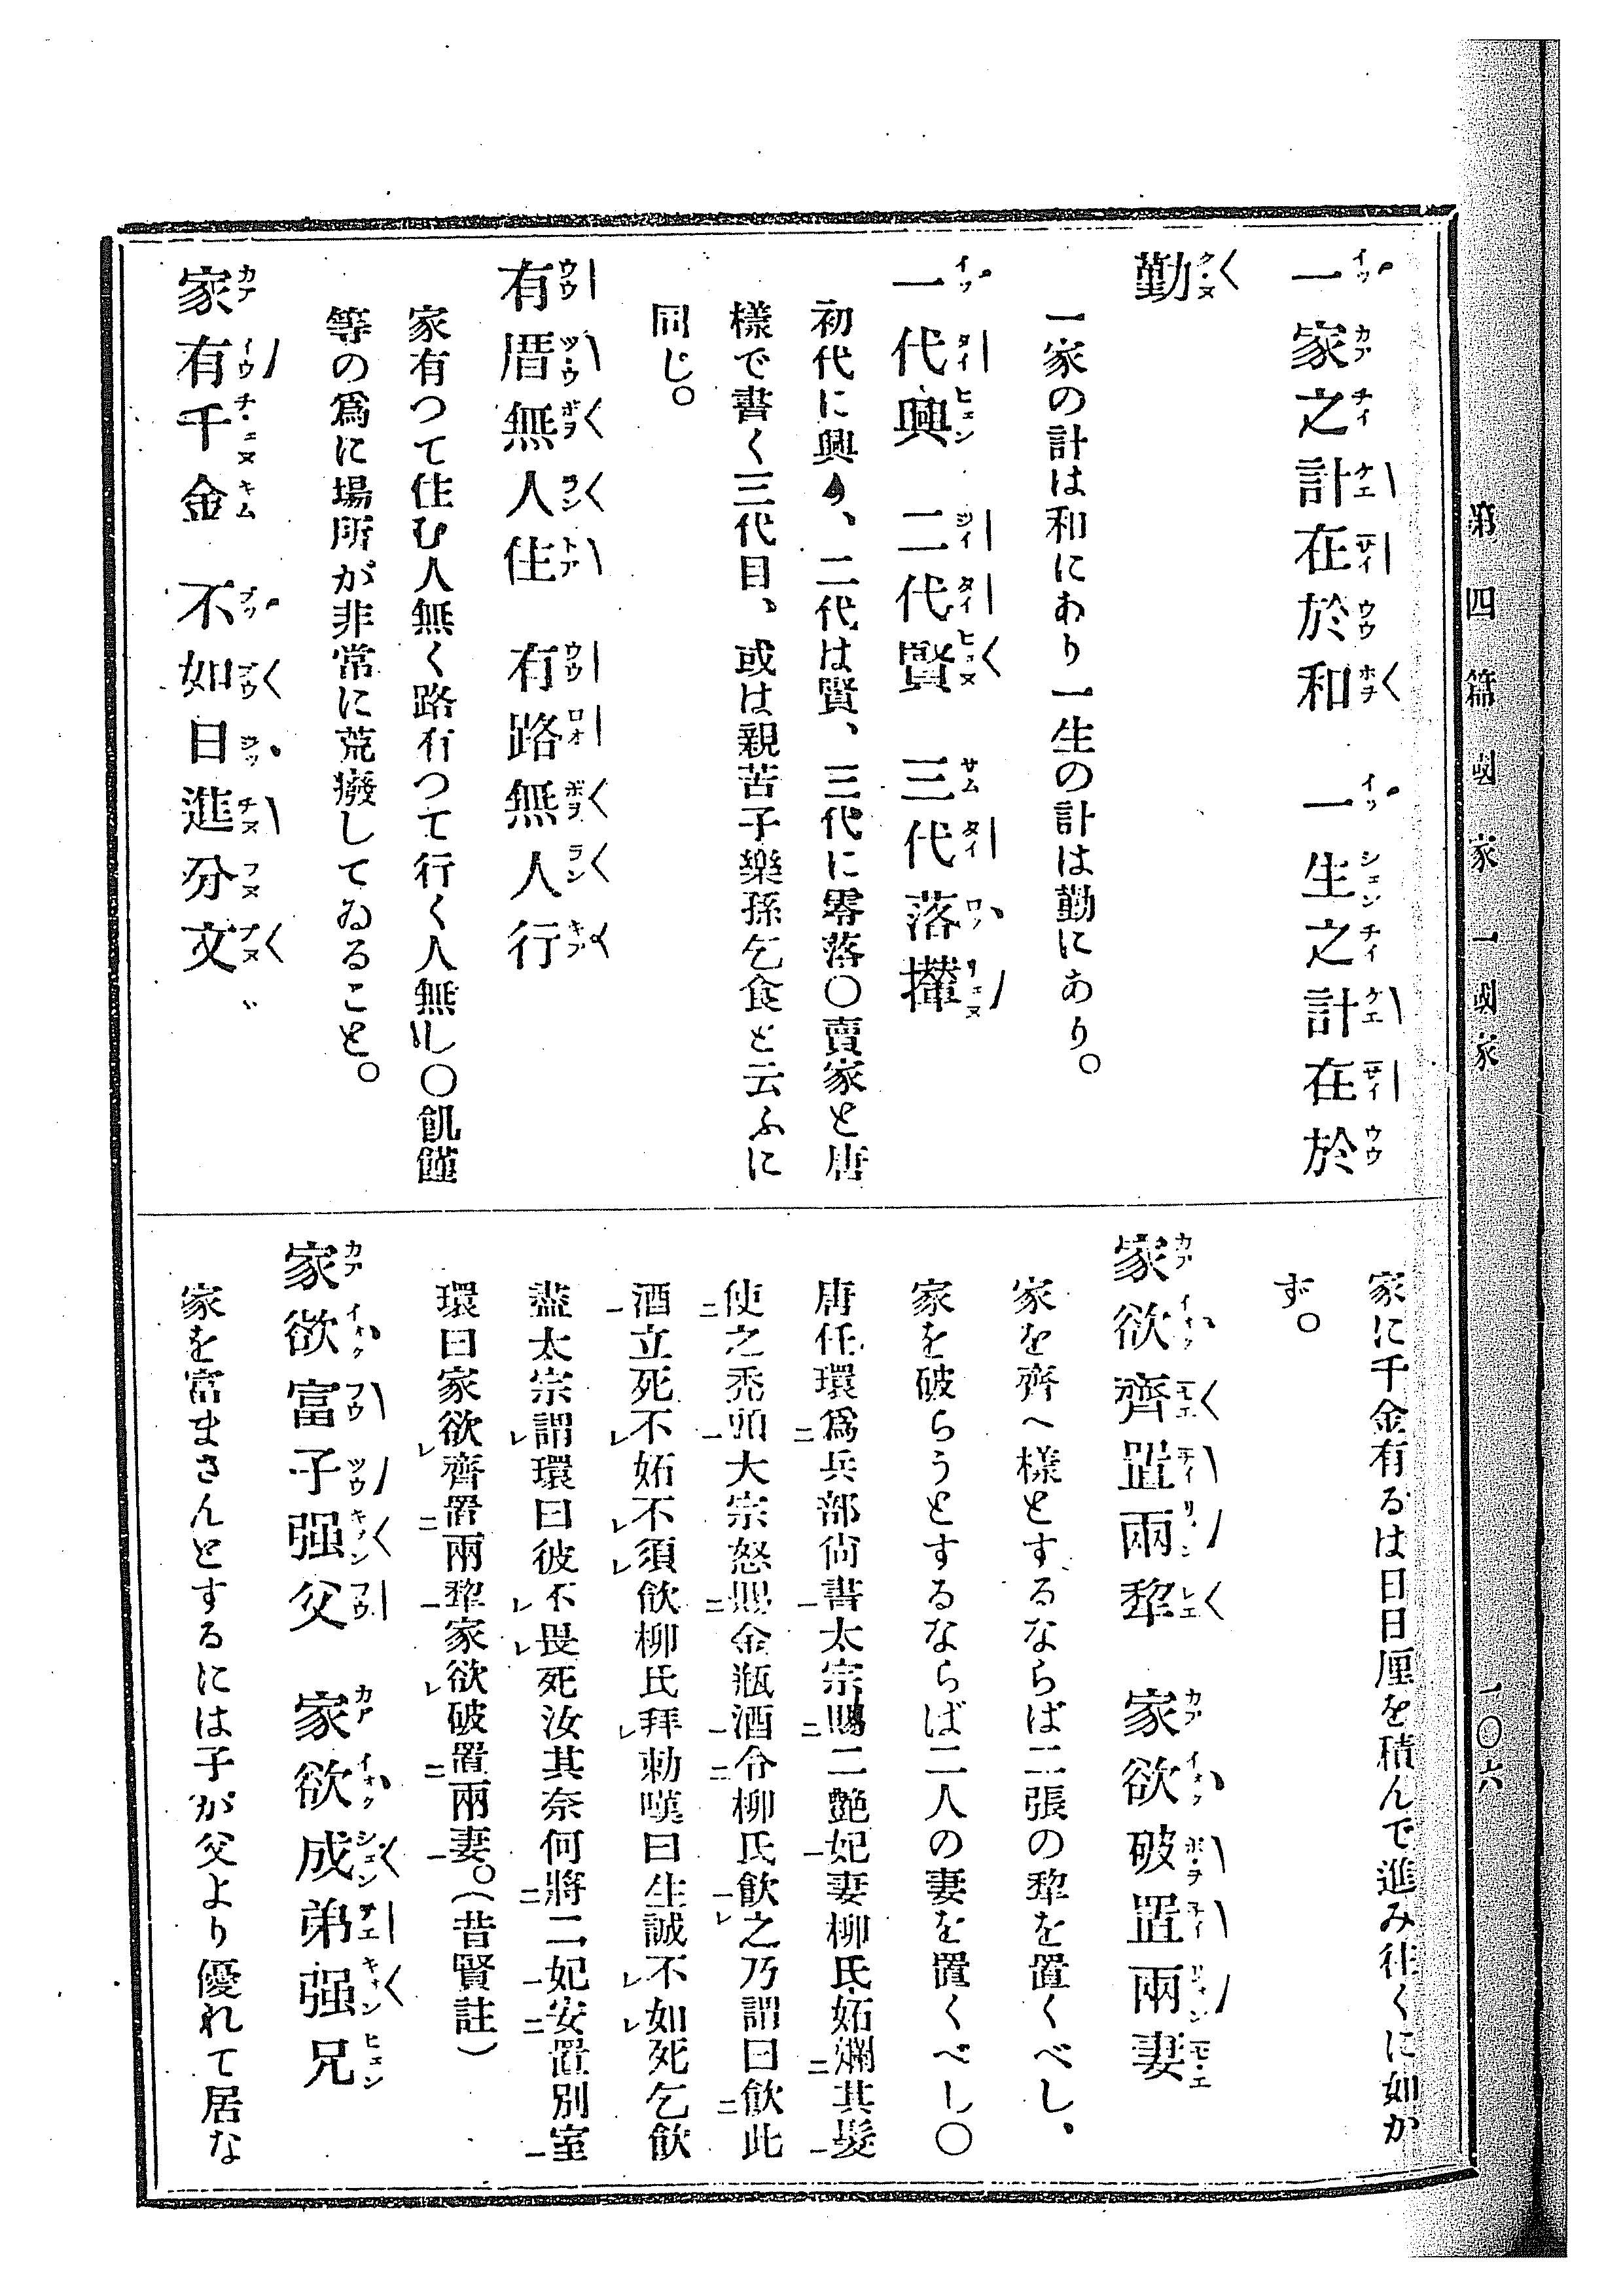 第四篇 國家 一 國家
一〇六
一家之計在於和 一生之計在於
勤
一家の計は和にあり一生の計は勤にあり。
一代興 二代賢 三代落攆
初代に興り、二代は賢、三代に零落〇賣家と唐
樣で書く三代目、或は親苦子樂孫乞食と云ふに
同じ。
有厝無人住 有路無人行
家有つて住む人無く路有つて行く人無し〇飢饉
等の爲に場所が非常に荒癈してゐること。
家有千金 不如日進分文
家に千金有るは日日厘を積んで進み往くに如か
ず。
家欲齊置兩犂 家欲破置兩妻
家を齊へ樣とするならば二張の犂を置くべし、
家を破らうとするならば二人の妻を置くべし〇
唐任環爲兵部尙書太宗賜二艶妃妻柳氏妬爛其髮
使之禿頭大宗怒賜金瓶酒令柳氏飮之乃謂曰飮此
酒立死不妬不須飮柳氏拜勅嘆曰生誠不如死乞飮
盡太宗謂環曰彼不畏死汝其奈何將二妃安置別室
環曰家欲齊置兩犂家欲破置兩妻。(昔賢註)
家欲富子强父 家欲成弟强兄
家を富まさんとするには子が父より優れて居な